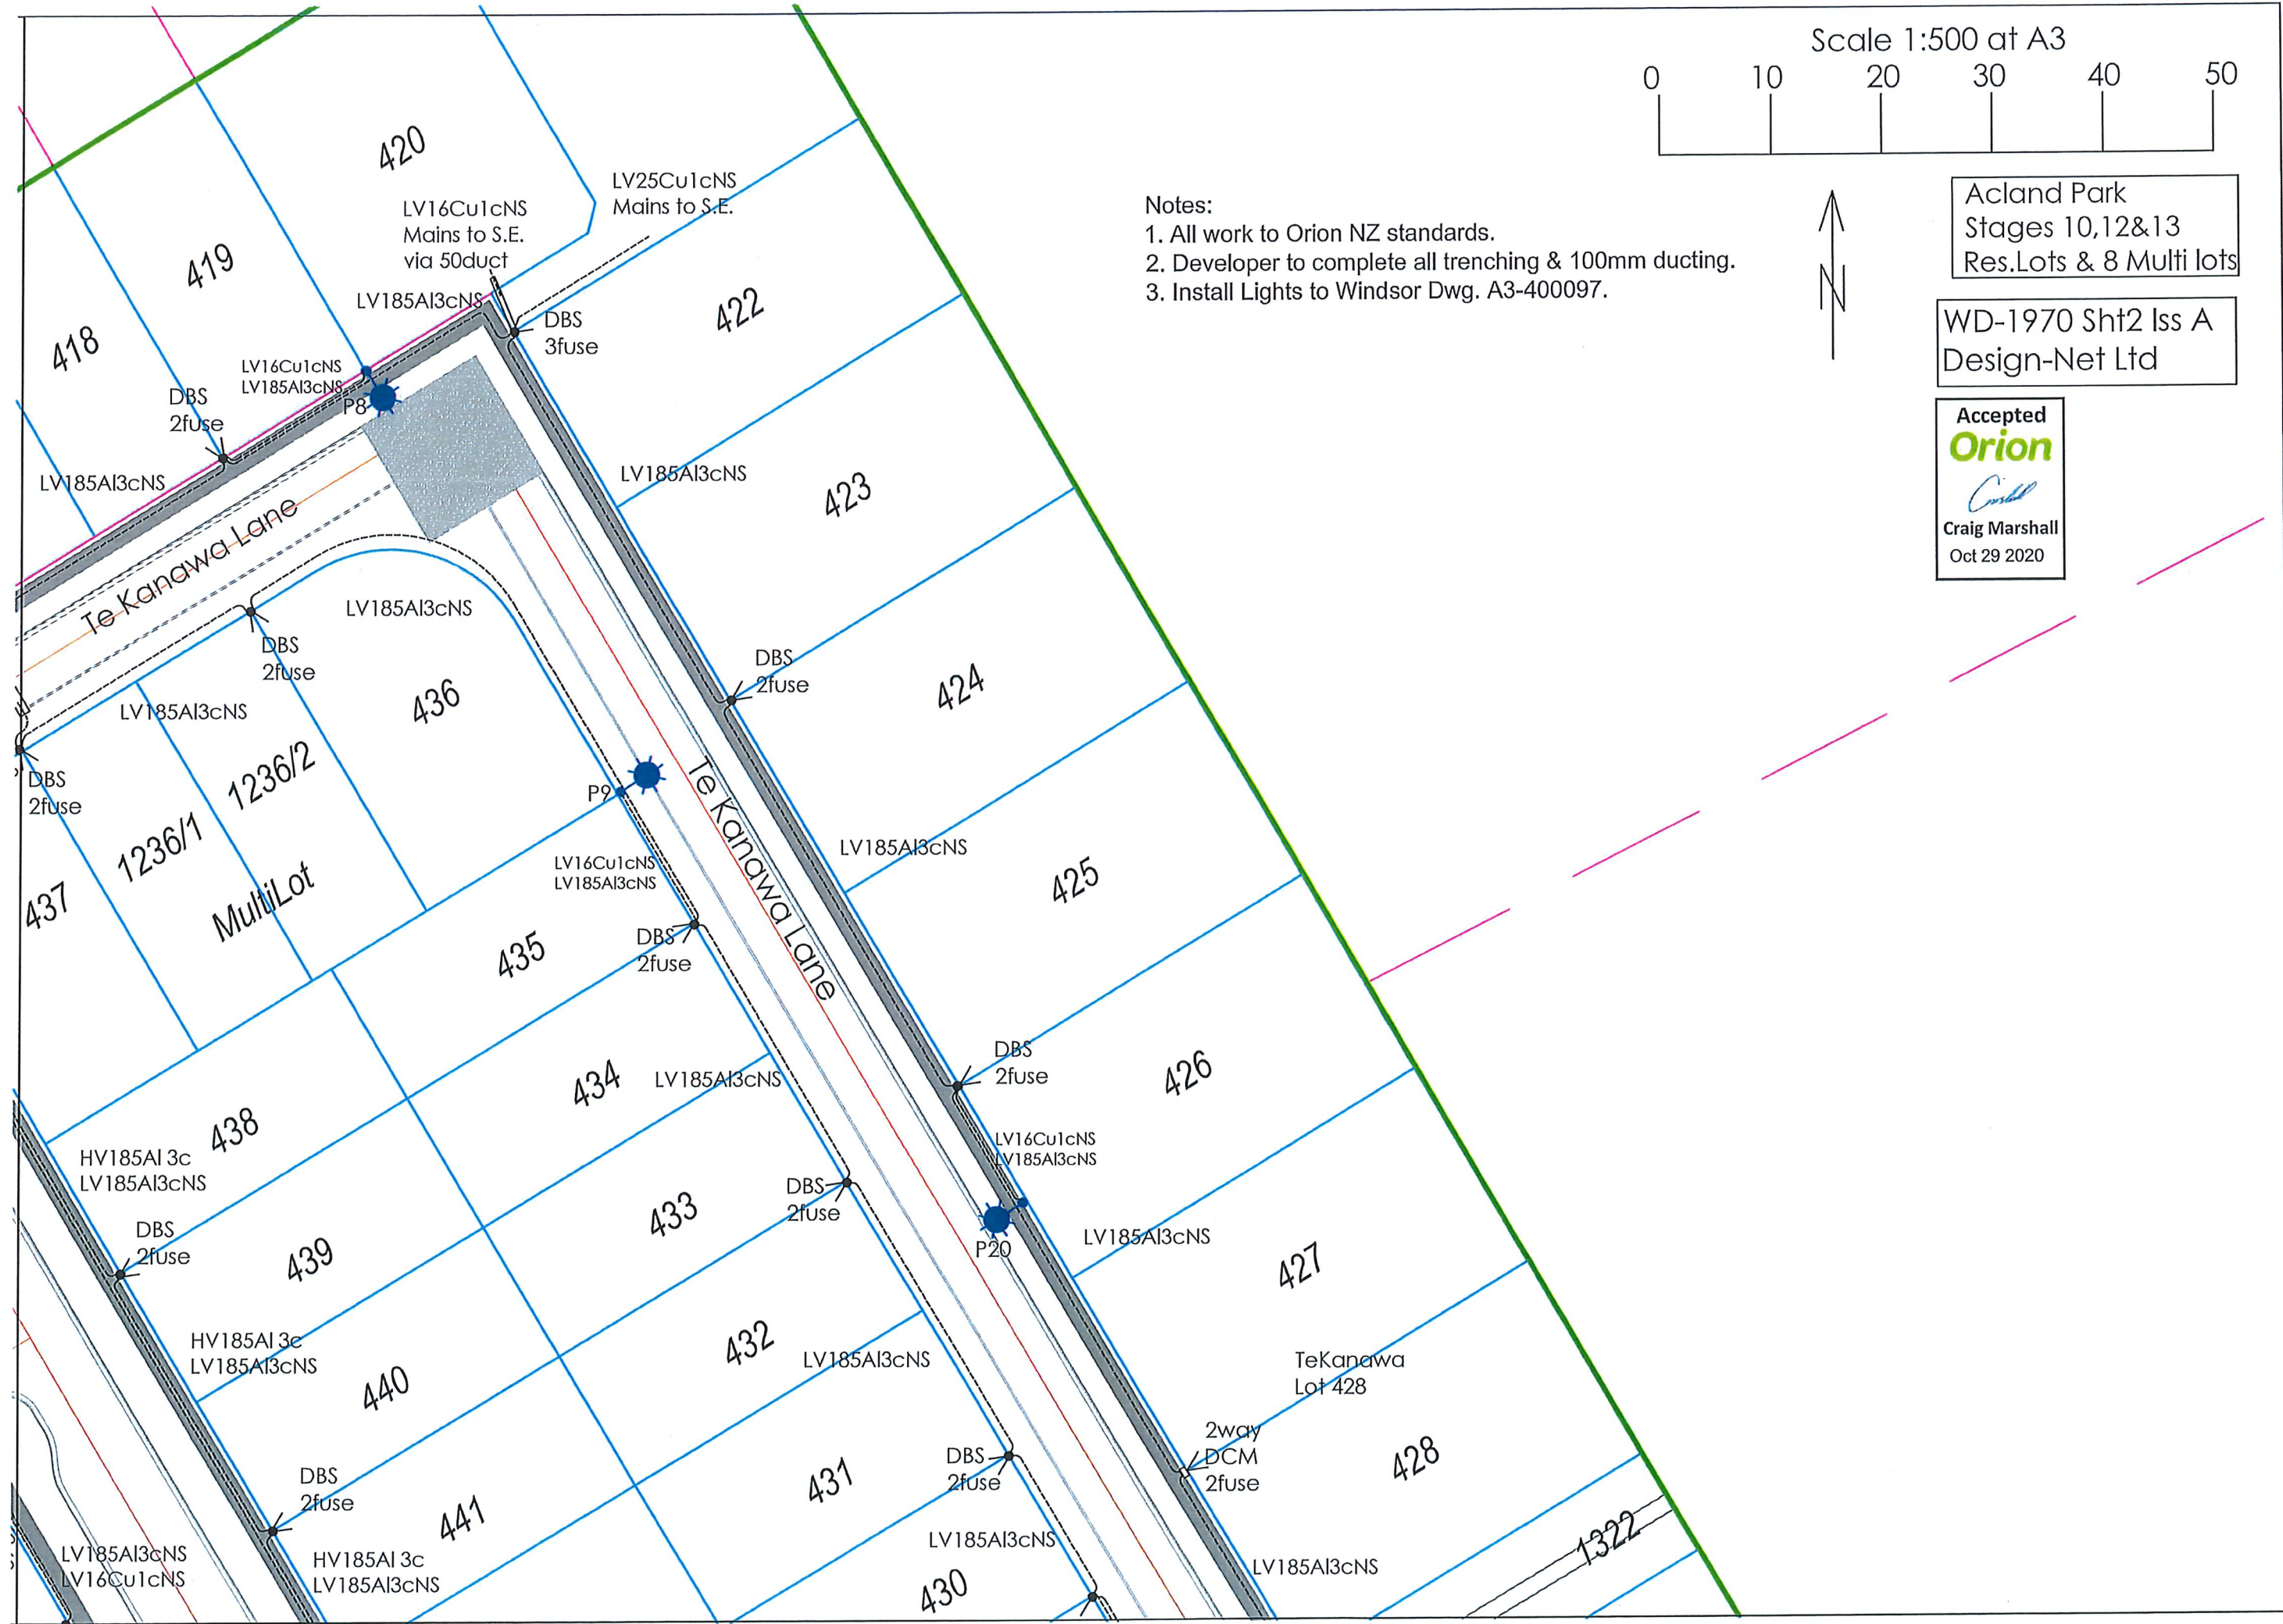 Scale 1:500 at A3
0 10 20 30 40 50
Acland Park
Stages 10,12&13
Res.Lots & 8 Multi lots
WD-1970 Sht2 Iss A
Design-Net Ltd
Accepted
Orion
Craig Marshall
Oct 29 2020
Notes:
1. All work to Orion NZ standards.
2. Developer to complete all trenching & 100mm ducting.
3. Install Lights to Windsor Dwg. A3-400097.
N
420
LV25Cu1cNS
Mains to S.E.
LV16Cu1cNS
Mains to S.E.
via 50duct
419
LV185Al3cNS
DBS
3fuse
422
418
LV16Cu1cNS
LV185Al3cNS
P8
DBS
2fuse
LV185Al3cNS
LV185Al3cNS
423
Te Kanawa Lane
LV185Al3cNS
DBS
2fuse
DBS
2fuse
424
436
LV185Al3cNS
1236/2
DBS
2fuse
1236/1
P9
Te Kanawa Lane
LV185Al3cNS
425
437
MultiLot
LV16Cu1cNS
LV185Al3cNS
435
DBS
2fuse
434
LV185Al3cNS
DBS
2fuse
426
438
HV185Al 3c
LV185Al3cNS
LV16Cu1cNS
LV185Al3cNS
DBS
2fuse
433
DBS
2fuse
P20
LV185Al3cNS
427
439
HV185Al 3c
LV185Al3cNS
432
LV185Al3cNS
TeKanawa
Lot 428
440
2way
DCM
2fuse
428
DBS
2fuse
431
DBS
2fuse
441
LV185Al3cNS
1322
LV185Al3cNS
LV16Cu1cNS
HV185Al 3c
LV185Al3cNS
430
LV185Al3cNS